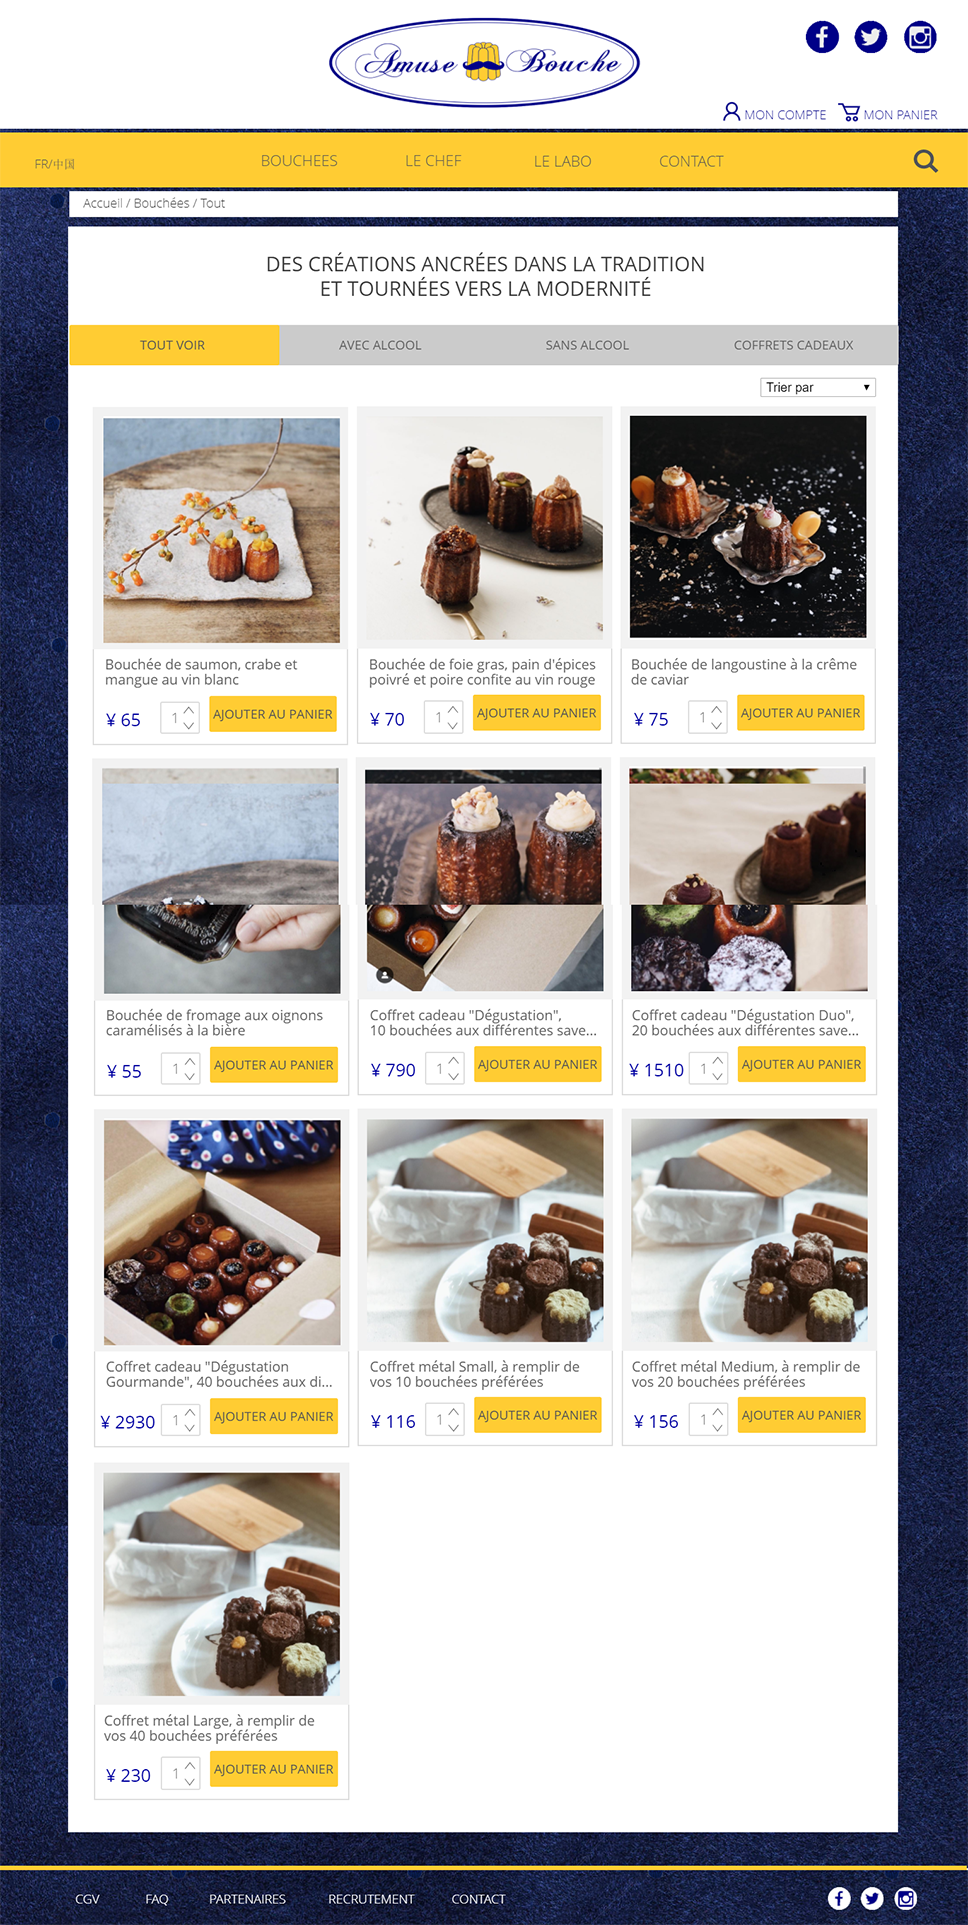 Amuse Bouche
MON COMPTE MON PANIER
FR/中国 BOUCHEES LE CHEF LE LABO CONTACT
Accueil / Bouchées / Tout
DES CRÉATIONS ANCRÉES DANS LA TRADITION
ET TOURNÉES VERS LA MODERNITÉ
TOUT VOIR AVEC ALCOOL SANS ALCOOL COFFRETS CADEAUX
Trier par
Bouchée de saumon, crabe et
mangue au vin blanc
¥ 65 1 AJOUTER AU PANIER
Bouchée de foie gras, pain d'épices
poivré et poire confite au vin rouge
¥ 70 1 AJOUTER AU PANIER
Bouchée de langoustine à la crême
de caviar
¥ 75 1 AJOUTER AU PANIER
Bouchée de fromage aux oignons
caramélisés à la bière
¥ 55 1 AJOUTER AU PANIER
Coffret cadeau "Dégustation",
10 bouchées aux différentes save...
¥ 790 1 AJOUTER AU PANIER
Coffret cadeau "Dégustation Duo",
20 bouchées aux différentes save...
¥ 1510 1 AJOUTER AU PANIER
Coffret cadeau "Dégustation
Gourmande", 40 bouchées aux di...
¥ 2930 1 AJOUTER AU PANIER
Coffret métal Small, à remplir de
vos 10 bouchées préférées
¥ 116 1 AJOUTER AU PANIER
Coffret métal Medium, à remplir de
vos 20 bouchées préférées
¥ 156 1 AJOUTER AU PANIER
Coffret métal Large, à remplir de
vos 40 bouchées préférées
¥ 230 1 AJOUTER AU PANIER
CGV FAQ PARTENAIRES RECRUTEMENT CONTACT